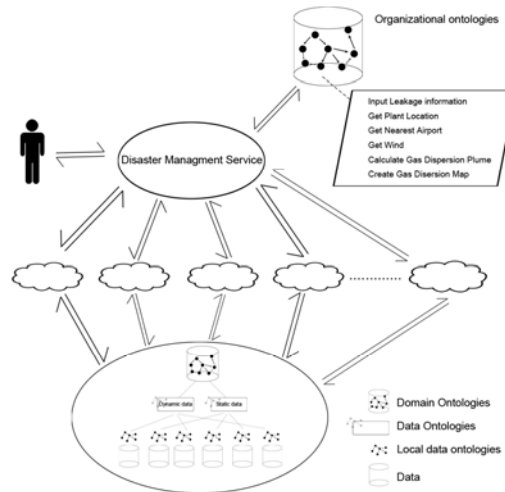 Organizational ontologies
Input Leakage information
Get Plant Location
Get Nearest Airport
Get Wind
Calculate Gas Dispersion Plume
Create Gas Disersion Map
Disaster Managment Service
Dynamic data
Static data
Domain Ontologies
Data Ontologies
Local data ontologies
Data